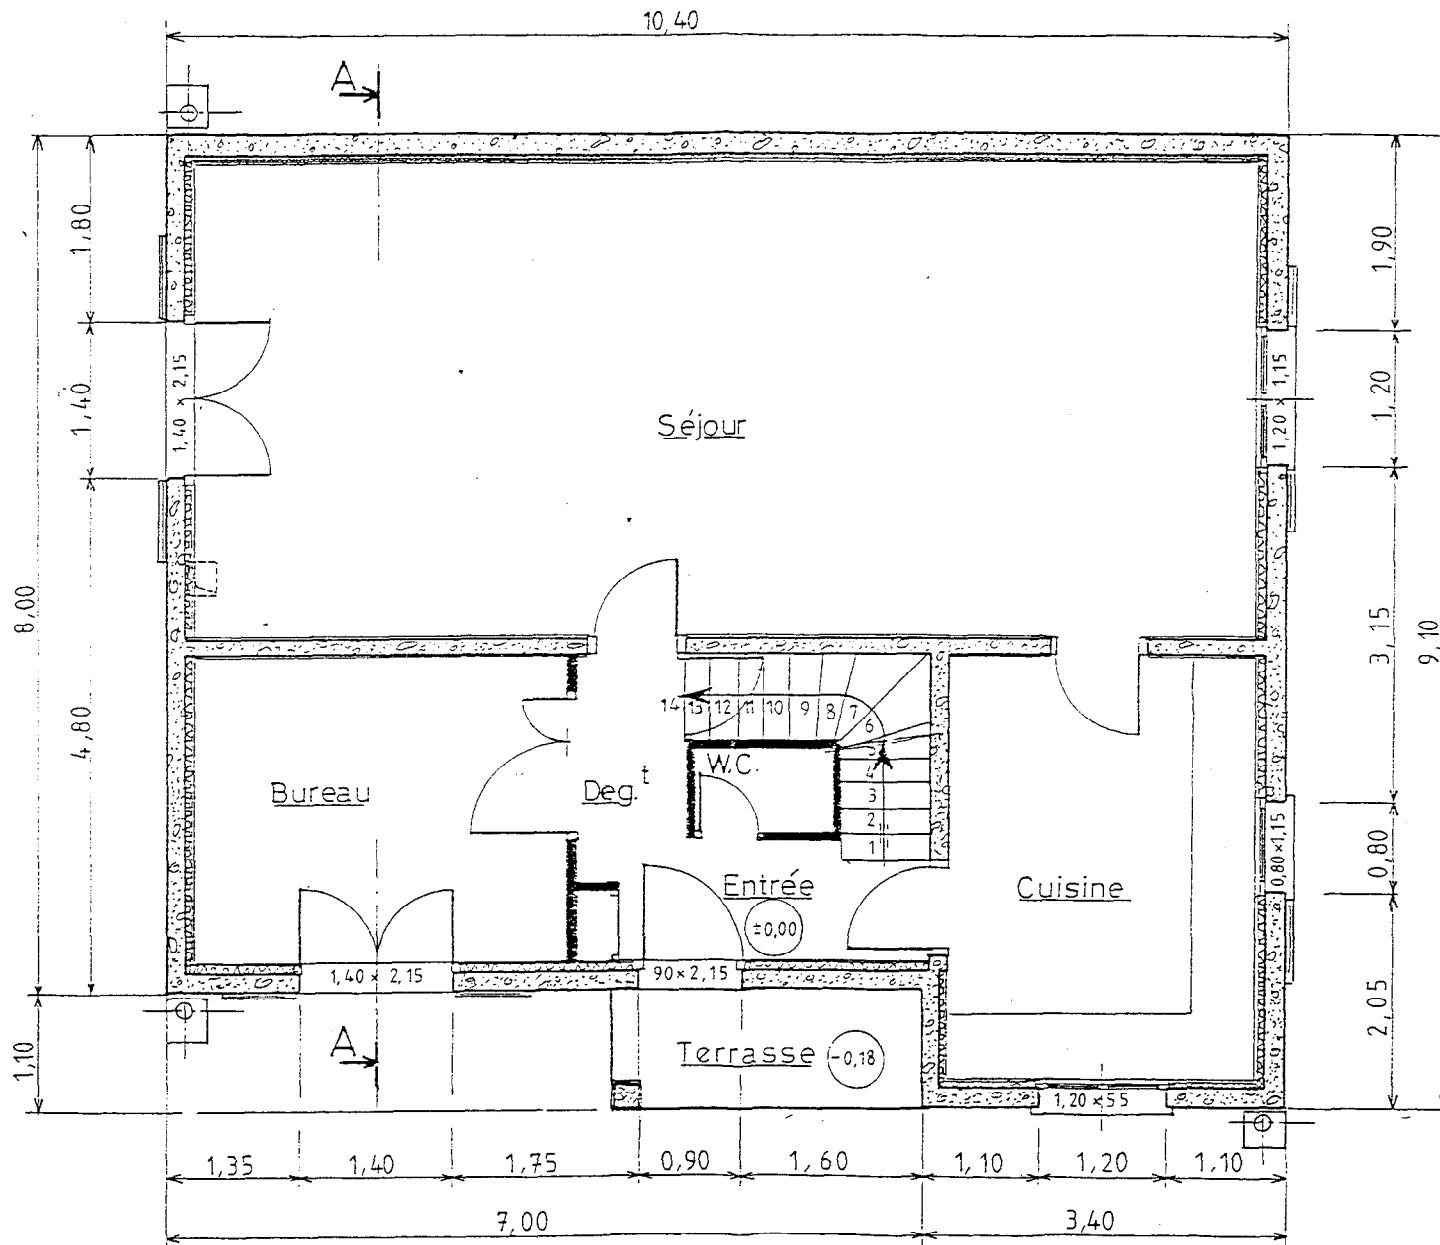 10,40
A
1,80
1,90
1,40 × 2,15
1,40
1,20 × 1,15
1,20
Séjour
8,00
4,80
3,15
9,10
14 13 12 11 10 9 8 7 6 5 4 3 2 1
W.C.
Bureau
Deg.t
0,80×1,15
0,80
Entrée
±0,00
Cuisine
1,40 × 2,15
90×2,15
2,05
1,10
A
Terrasse
-0,18
1,20 ×55
1,35
1,40
1,75
0,90
1,60
1,10
1,20
1,10
7,00
3,40